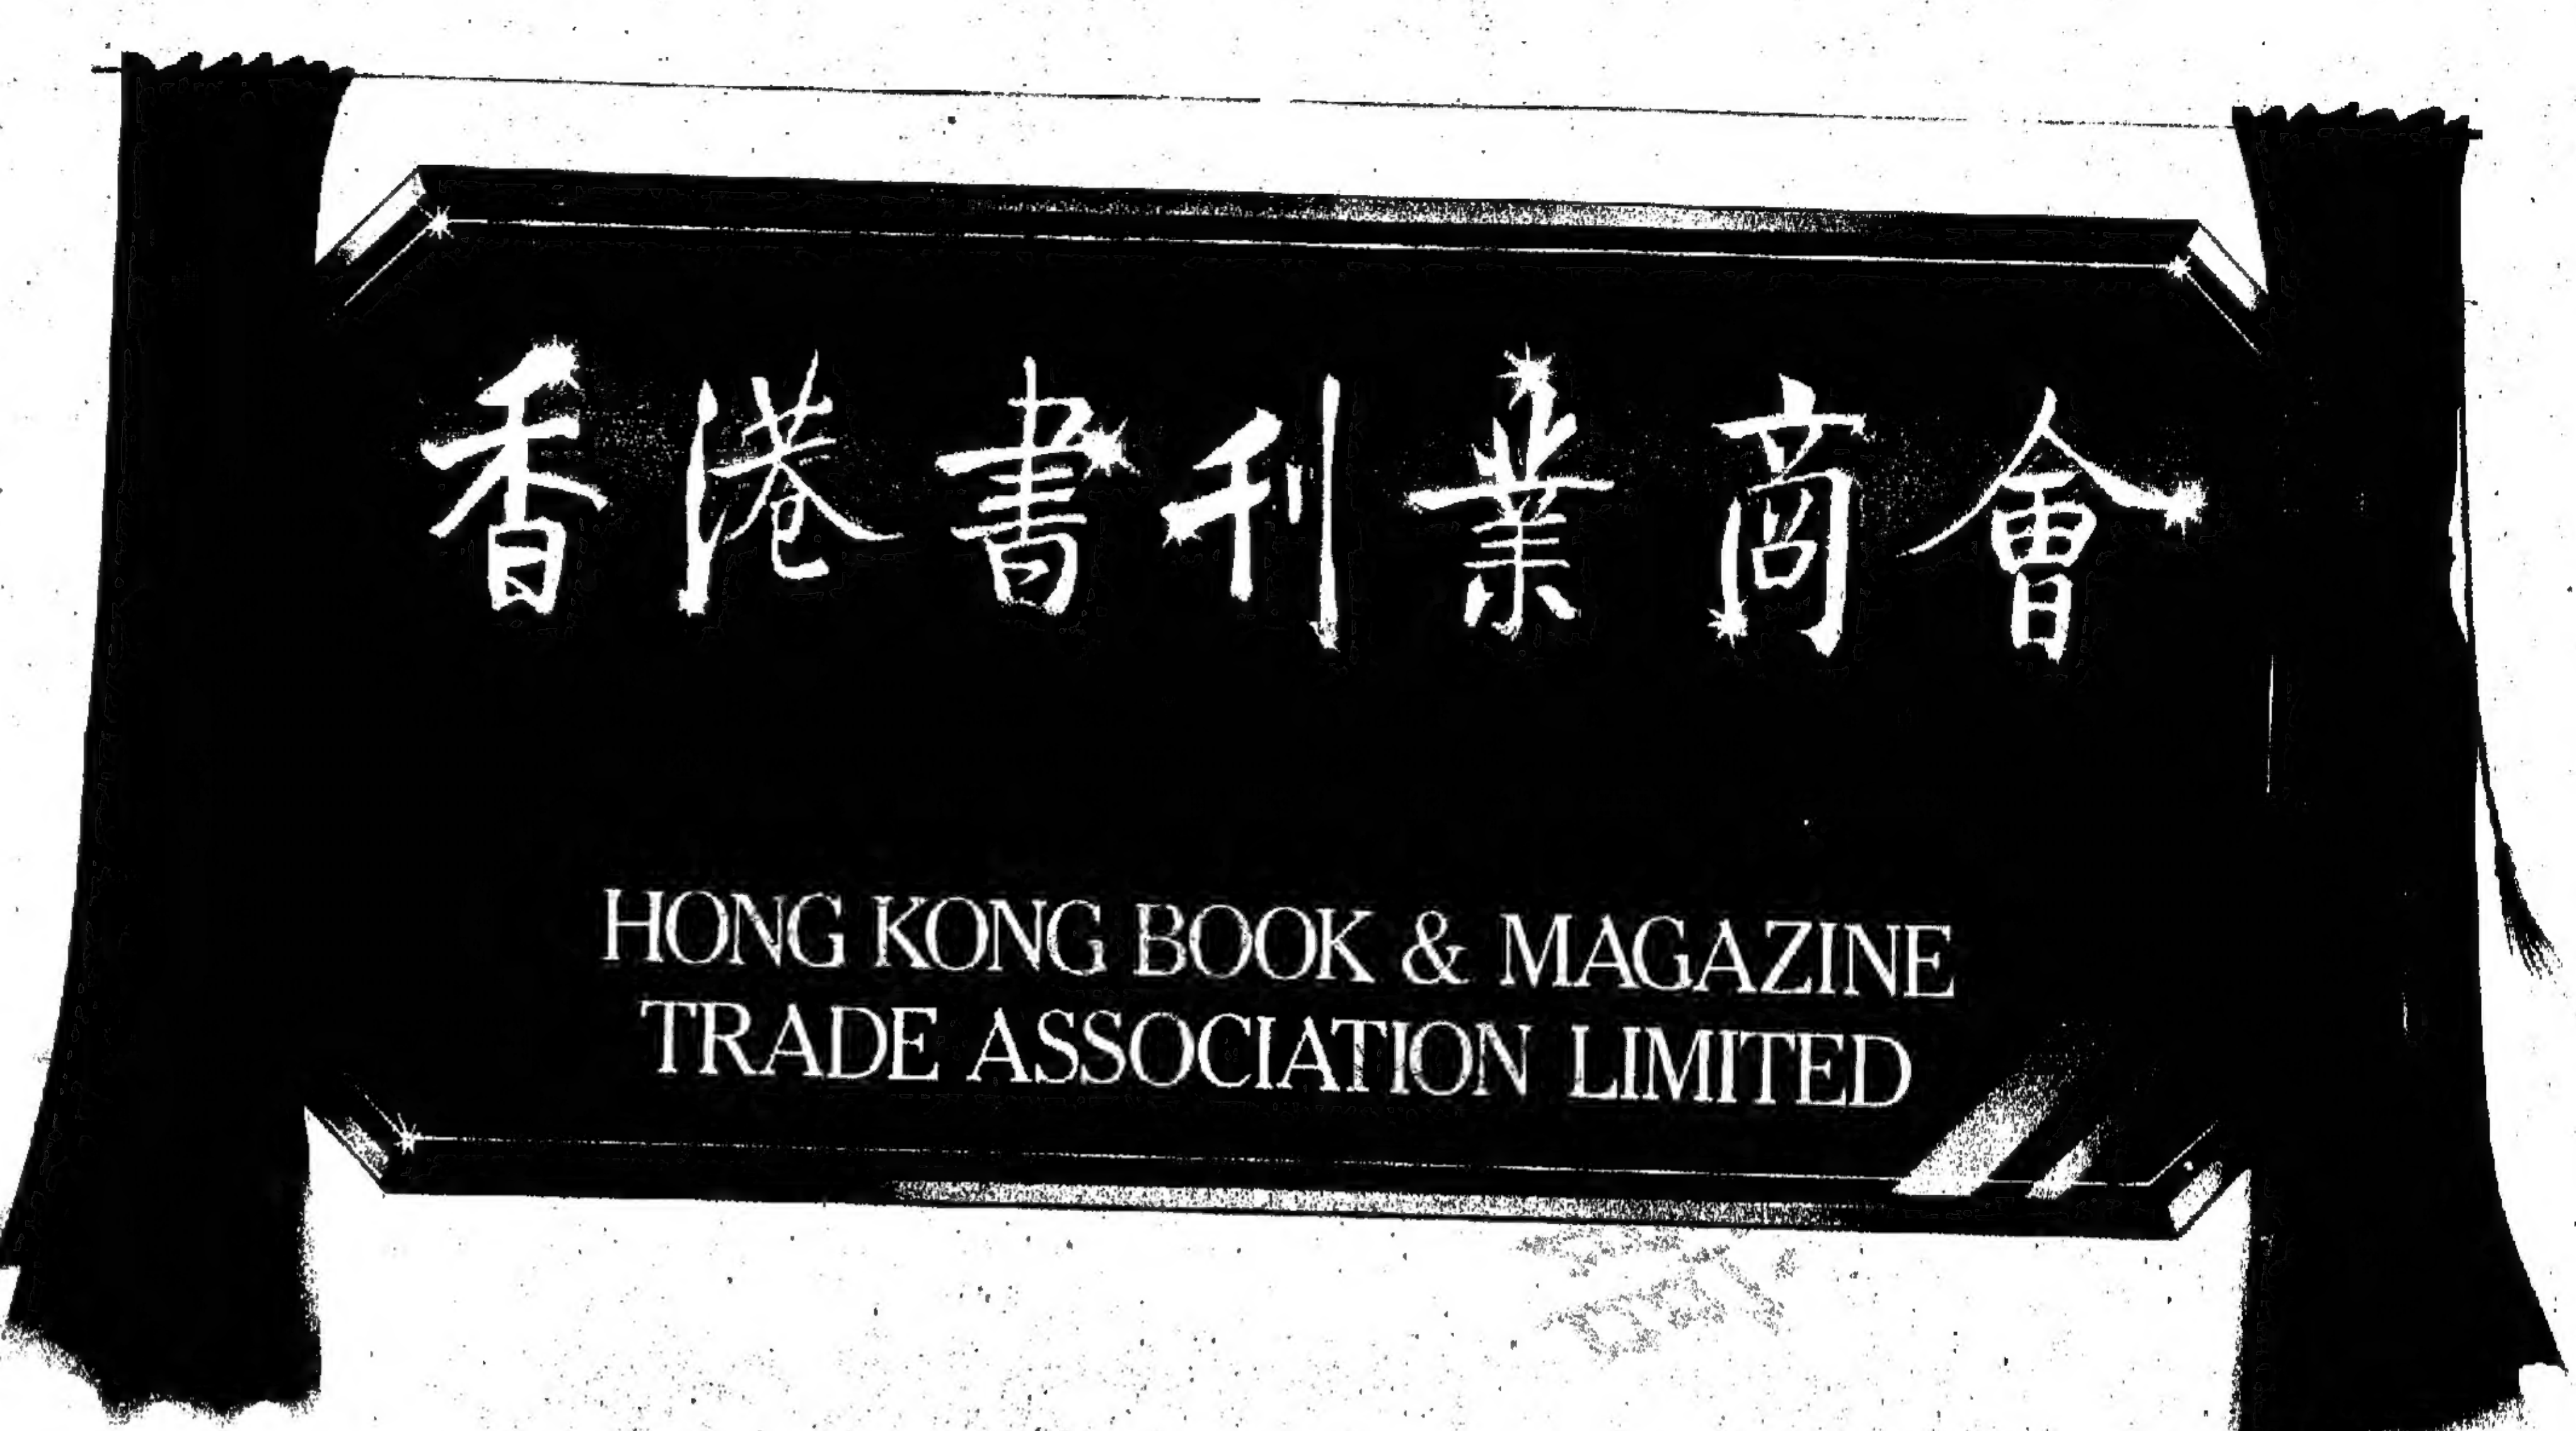 香港書刊業商會
HONG KONG BOOK & MAGAZINE
TRADE ASSOCIATION LIMITED